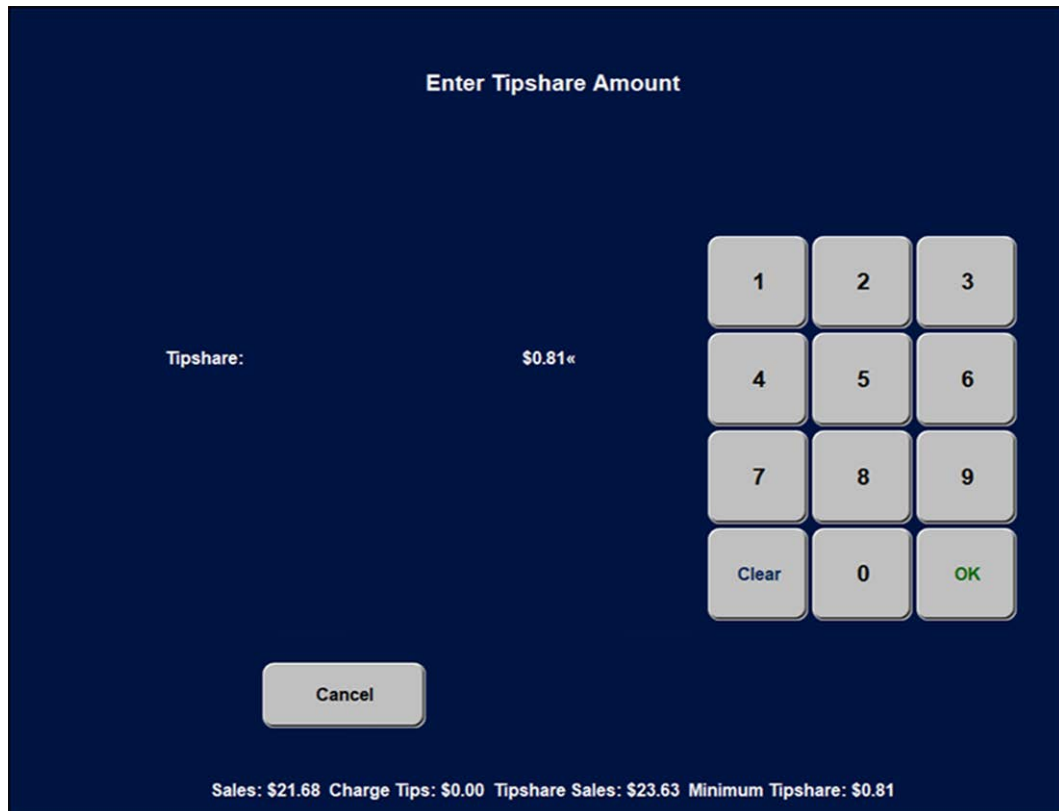 Enter Tipshare Amount
1 2 3
Tipshare: $0.81«
4 5 6
7 8 9
Clear 0 OK
Cancel
Sales: $21.68 Charge Tips: $0.00 Tipshare Sales: $23.63 Minimum Tipshare: $0.81